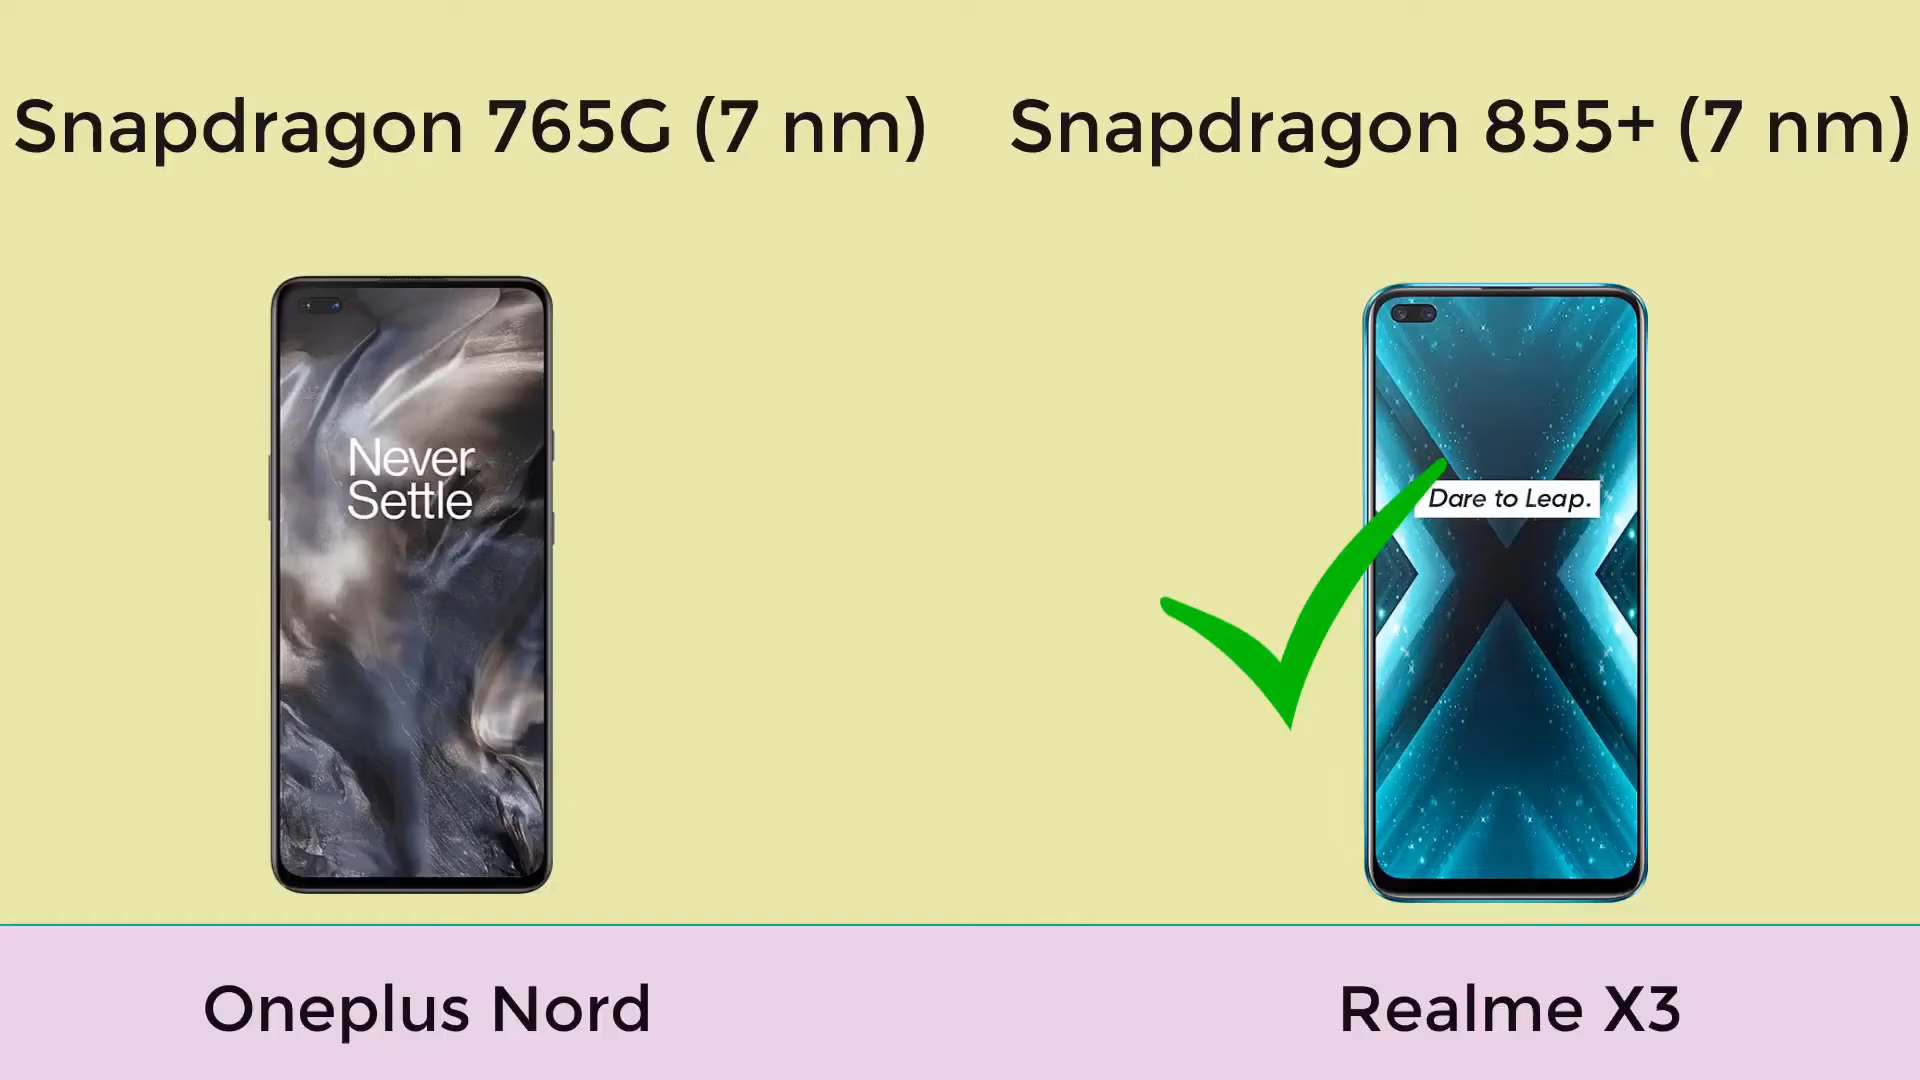 Snapdragon 765G (7 nm)
Snapdragon 855+ (7 nm)
Never
Settle
Dare to Leap.
Oneplus Nord
Realme X3